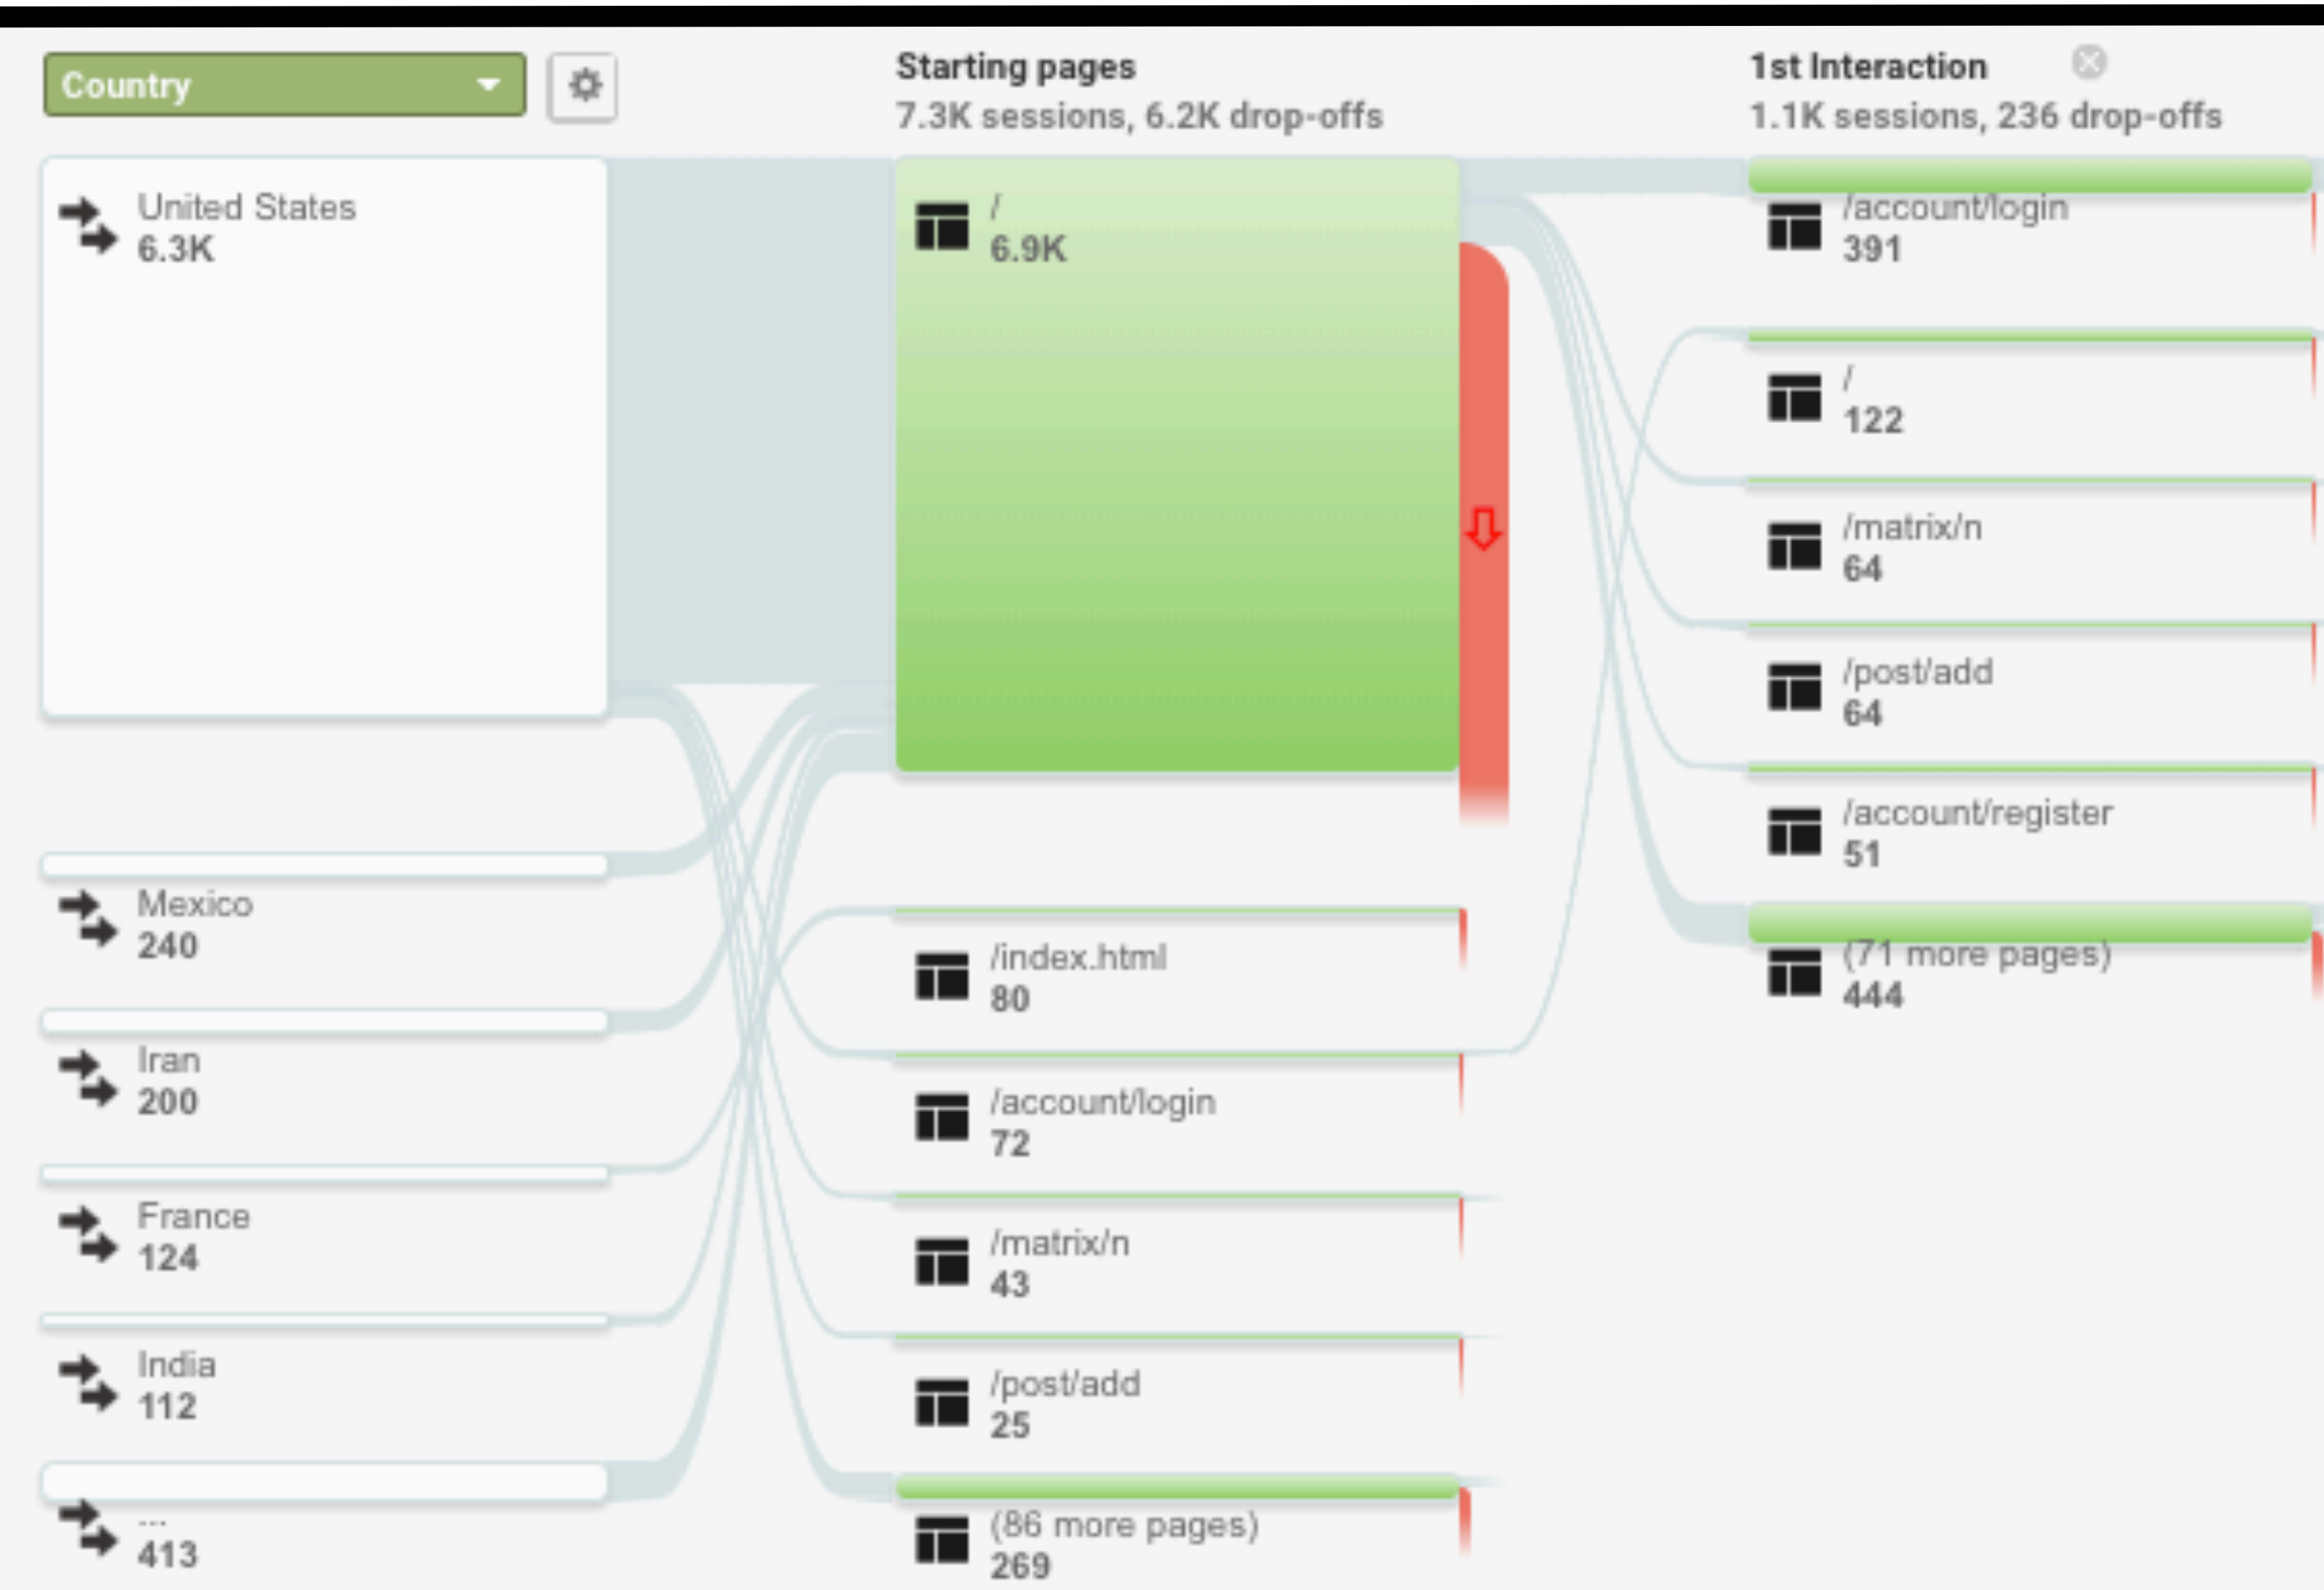 Country
United States
6.3K
Mexico
240
Iran
200
France
124
India
112
...
413
Starting pages
7.3K sessions, 6.2K drop-offs
/
6.9K
/index.html
80
/account/login
72
/matrix/n
43
/post/add
25
(86 more pages)
269
1st Interaction
1.1K sessions, 236 drop-offs
/account/login
391
/
122
/matrix/n
64
/post/add
64
/account/register
51
(71 more pages)
444